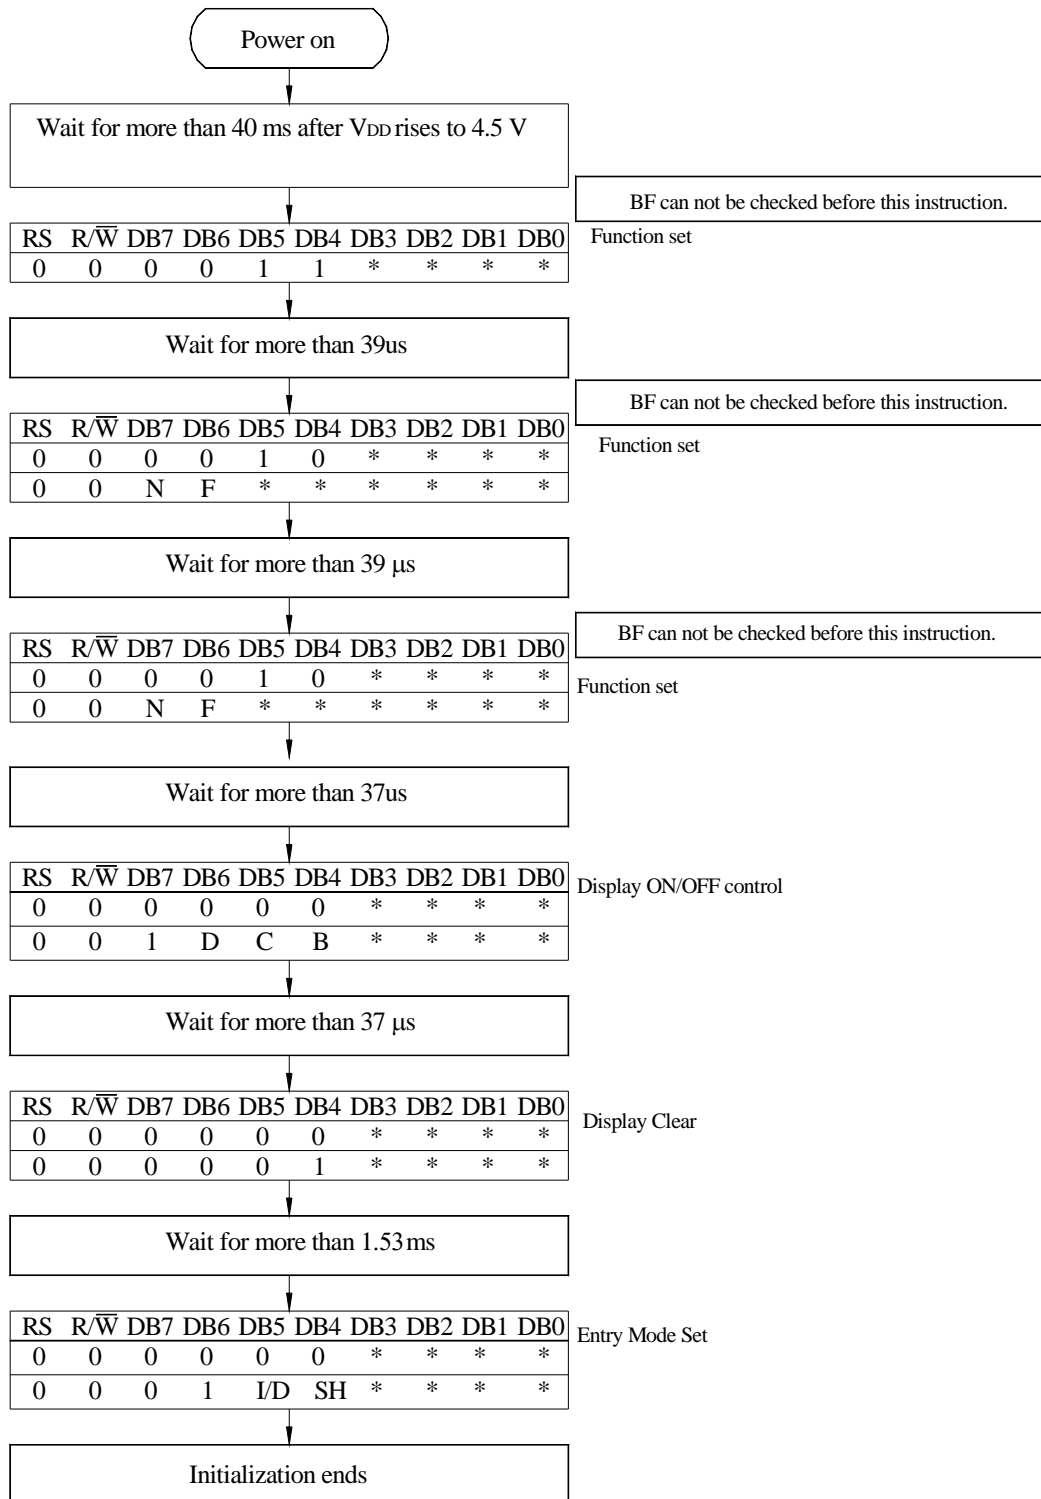 Power on
Wait for more than 40 ms after VDD rises to 4.5 V
BF can not be checked before this instruction.
RS R/W̅ DB7 DB6 DB5 DB4 DB3 DB2 DB1 DB0
Function set
0 0 0 0 1 1 * * * *
Wait for more than 39us
BF can not be checked before this instruction.
RS R/W̅ DB7 DB6 DB5 DB4 DB3 DB2 DB1 DB0
Function set
0 0 0 0 1 0 * * * *
0 0 N F * * * * * *
Wait for more than 39 μs
BF can not be checked before this instruction.
RS R/W̅ DB7 DB6 DB5 DB4 DB3 DB2 DB1 DB0
0 0 0 0 1 0 * * * *
Function set
0 0 N F * * * * * *
Wait for more than 37us
RS R/W̅ DB7 DB6 DB5 DB4 DB3 DB2 DB1 DB0
Display ON/OFF control
0 0 0 0 0 0 * * * *
0 0 1 D C B * * * *
Wait for more than 37 μs
RS R/W̅ DB7 DB6 DB5 DB4 DB3 DB2 DB1 DB0
Display Clear
0 0 0 0 0 0 * * * *
0 0 0 0 0 1 * * * *
Wait for more than 1.53ms
RS R/W̅ DB7 DB6 DB5 DB4 DB3 DB2 DB1 DB0
Entry Mode Set
0 0 0 0 0 0 * * * *
0 0 0 1 I/D SH * * * *
Initialization ends